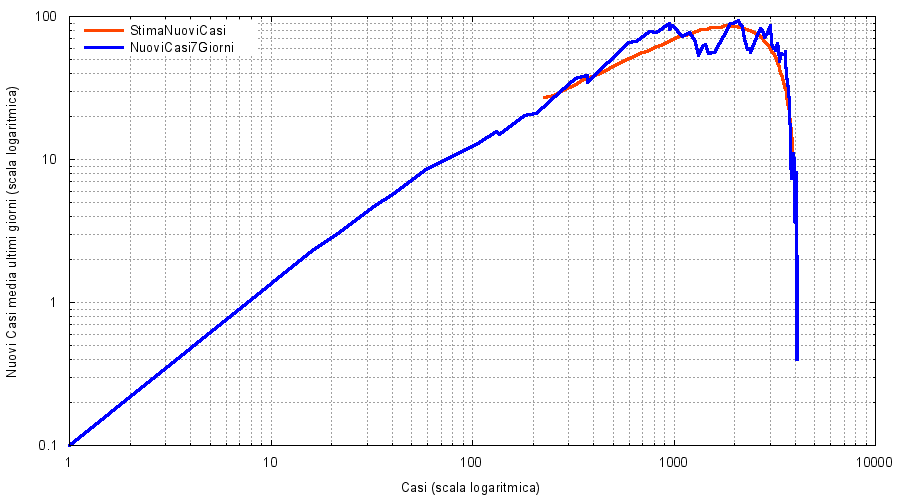 StimaNuoviCasi
NuoviCasi7Giorni
Nuovi Casi media ultimi giorni (scala logaritmica)
100
10
1
0.1
1
10
100
1000
10000
Casi (scala logaritmica)